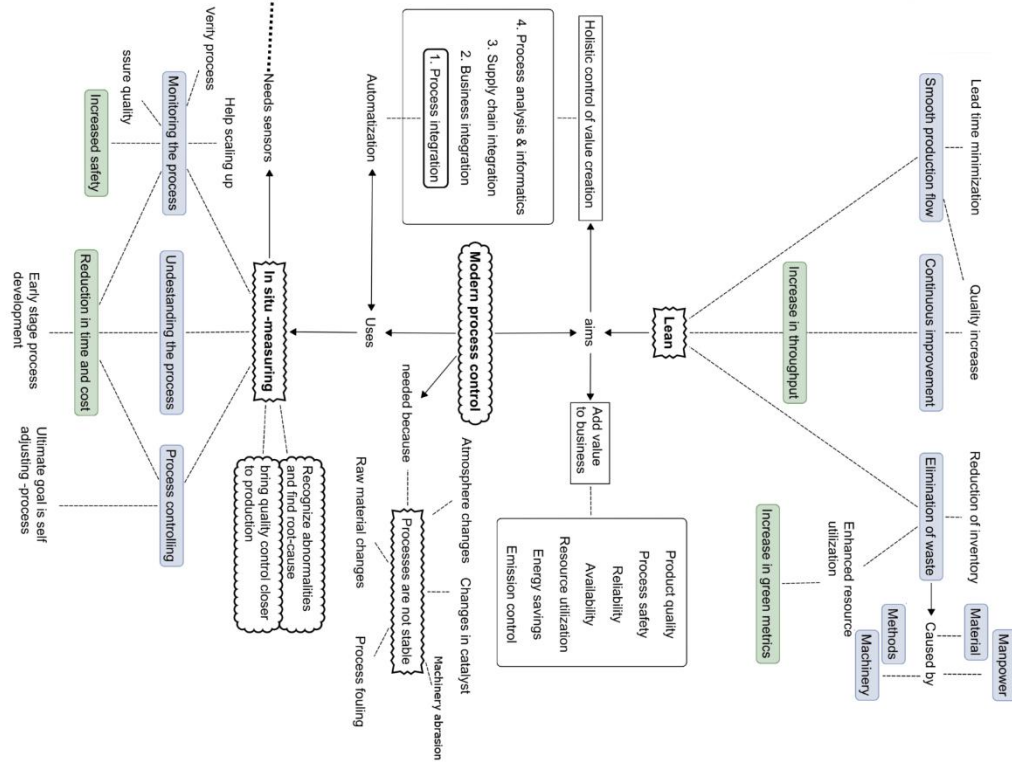 Manpower
Lead time minimization
Quality increase
Reduction of inventory
Material
Smooth production flow
Continuous improvement
Elimination of waste
Caused by
Methods
Machinery
Enhanced resource
utilization
Increase in throughput
Increase in green metrics
Lean
Product quality
Process safety
Reliability
Availability
Resource utilization
Energy savings
Emission control
Holistic control of value creation
aims
Add value
to business
4. Process analysis & informatics
3. Supply chain integration
2. Business integration
1. Process integration
Modern process control
Atmosphere changes
Changes in catalyst
Machinery abrasion
needed because
Processes are not stable
Automatization
Uses
Raw material changes
Process fouling
Recognize abnormalities
and find root-cause
bring quality control closer
to production
Needs sensors
In situ -measuring
Help scaling up
Monitoring the process
Undestanding the process
Process controlling
Verity process
ssure quality
Increased safety
Reduction in time and cost
Early stage process
development
Ultimate goal is self
adjusting -process